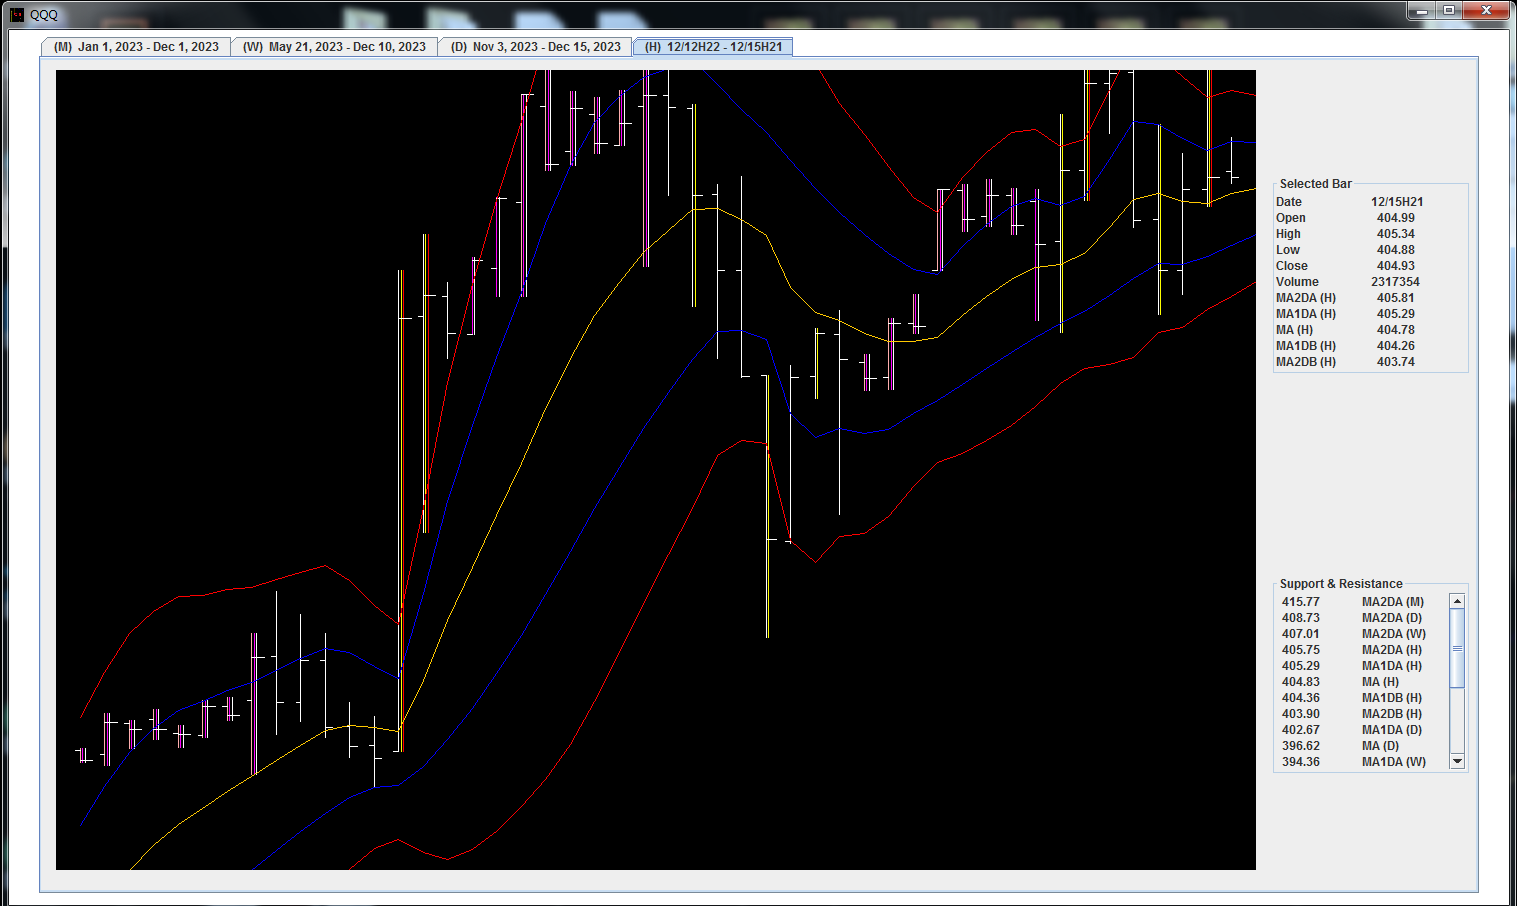 QQQ
(M) Jan 1, 2023 - Dec 1, 2023
(W) May 21, 2023 - Dec 10, 2023
(D) Nov 3, 2023 - Dec 15, 2023
(H) 12/12H22 - 12/15H21
Selected Bar
Date 12/15H21
Open 404.99
High 405.34
Low 404.88
Close 404.93
Volume 2317354
MA2DA (H) 405.81
MA1DA (H) 405.29
MA (H) 404.78
MA1DB (H) 404.26
MA2DB (H) 403.74
Support & Resistance
415.77 MA2DA (M)
408.73 MA2DA (D)
407.01 MA2DA (W)
405.75 MA2DA (H)
405.29 MA1DA (H)
404.83 MA (H)
404.36 MA1DB (H)
403.90 MA2DB (H)
402.67 MA1DA (D)
396.62 MA (D)
394.36 MA1DA (W)